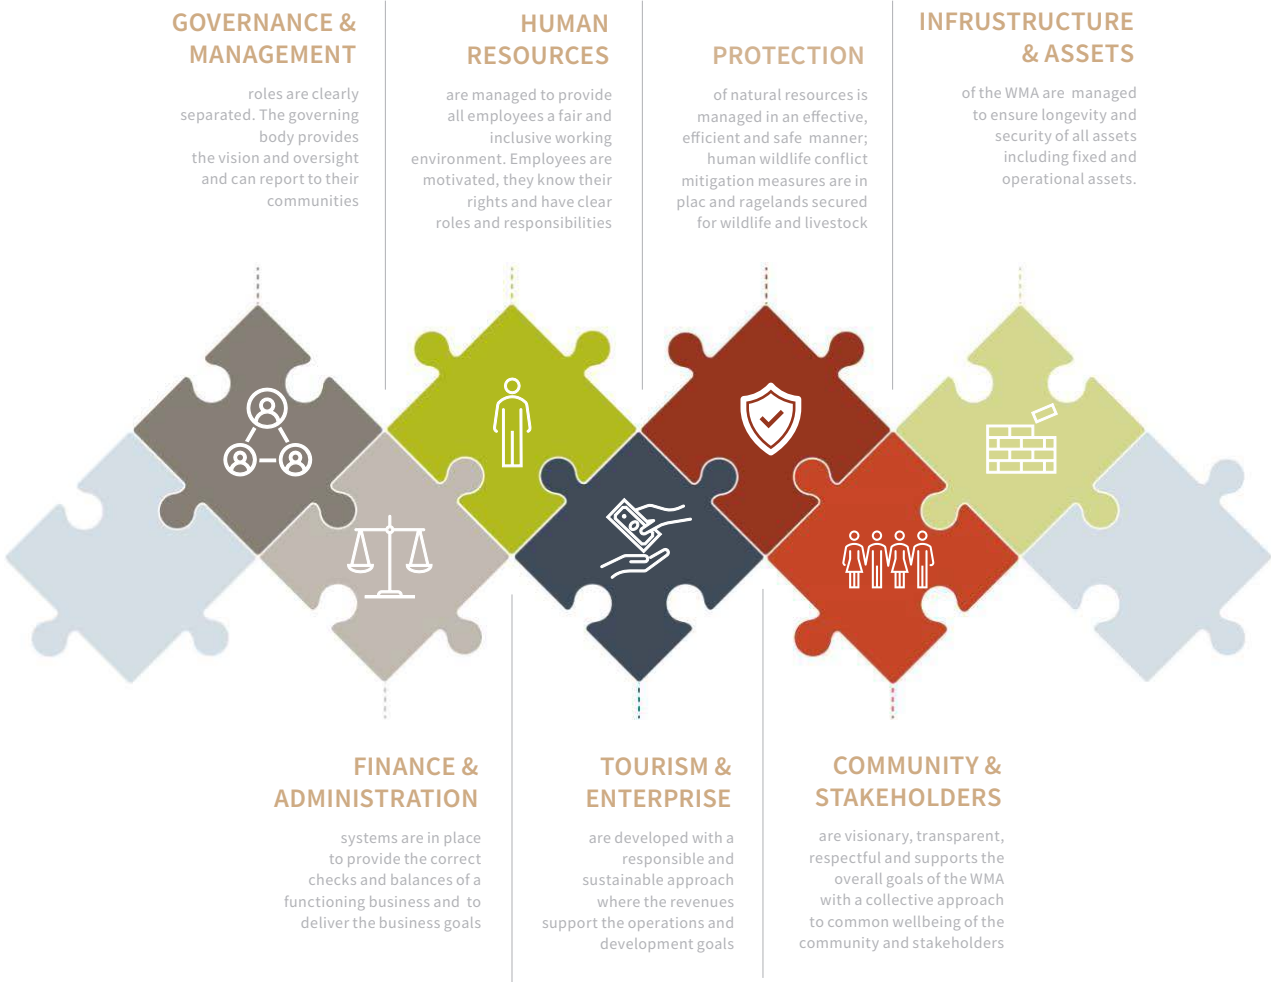 GOVERNANCE &
MANAGEMENT
roles are clearly
separated. The governing
body provides
the vision and oversight
and can report to their
communities
HUMAN
RESOURCES
are managed to provide
all employees a fair and
inclusive working
environment. Employees are
motivated, they know their
rights and have clear
roles and responsibilities
PROTECTION
of natural resources is
managed in an effective,
efficient and safe manner;
human wildlife conflict
mitigation measures are in
plac and ragelands secured
for wildlife and livestock
INFRUSTRUCTURE
& ASSETS
of the WMA are managed
to ensure longevity and
security of all assets
including fixed and
operational assets.
FINANCE &
ADMINISTRATION
systems are in place
to provide the correct
checks and balances of a
functioning business and to
deliver the business goals
TOURISM &
ENTERPRISE
are developed with a
responsible and
sustainable approach
where the revenues
support the operations and
development goals
COMMUNITY &
STAKEHOLDERS
are visionary, transparent,
respectful and supports the
overall goals of the WMA
with a collective approach
to common wellbeing of the
community and stakeholders